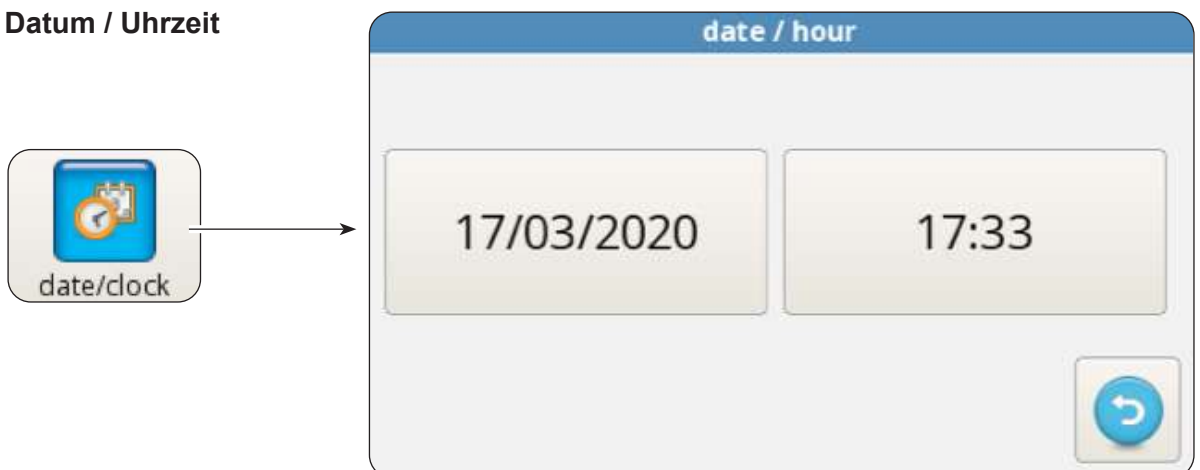 Datum / Uhrzeit
date / hour
date/clock
17/03/2020
17:33